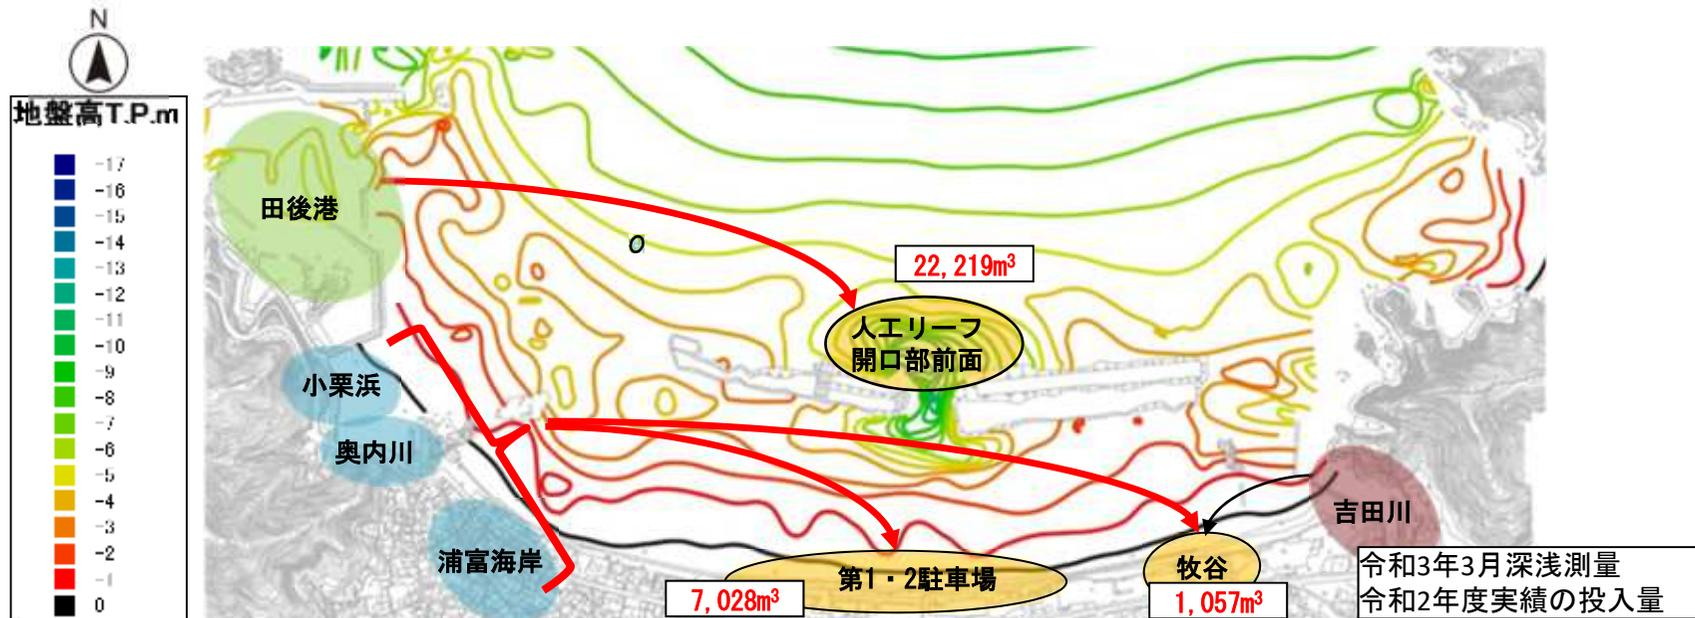 N
地盤高T.P.m
-17
-16
-15
-14
-13
-12
-11
-10
-9
-8
-7
-6
-5
-4
-3
-2
-1
0
田後港
22,219m³
人工リーフ
開口部前面
小栗浜
奥内川
浦富海岸
吉田川
第1・2駐車場
7,028m³
牧谷
1,057m³
令和3年3月深浅測量
令和2年度実績の投入量